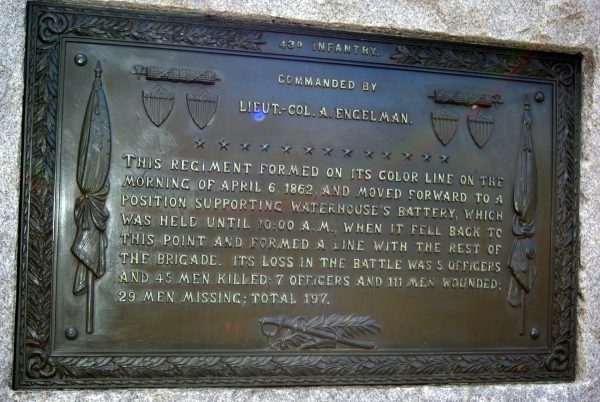 43D INFANTRY.
COMMANDED BY
LIEUT.-COL. A. ENGELMAN.
THIS REGIMENT FORMED ON ITS COLOR LINE ON THE
MORNING OF APRIL 6, 1862, AND MOVED FORWARD TO A
POSITION SUPPORTING WATERHOUSE'S BATTERY, WHICH
WAS HELD UNTIL 10:00 A.M., WHEN IT FELL BACK TO
THIS POINT AND FORMED A LINE WITH THE REST OF
THE BRIGADE. ITS LOSS IN THE BATTLE WAS 5 OFFICERS
AND 45 MEN KILLED; 7 OFFICERS AND 111 MEN WOUNDED;
29 MEN MISSING; TOTAL 197.